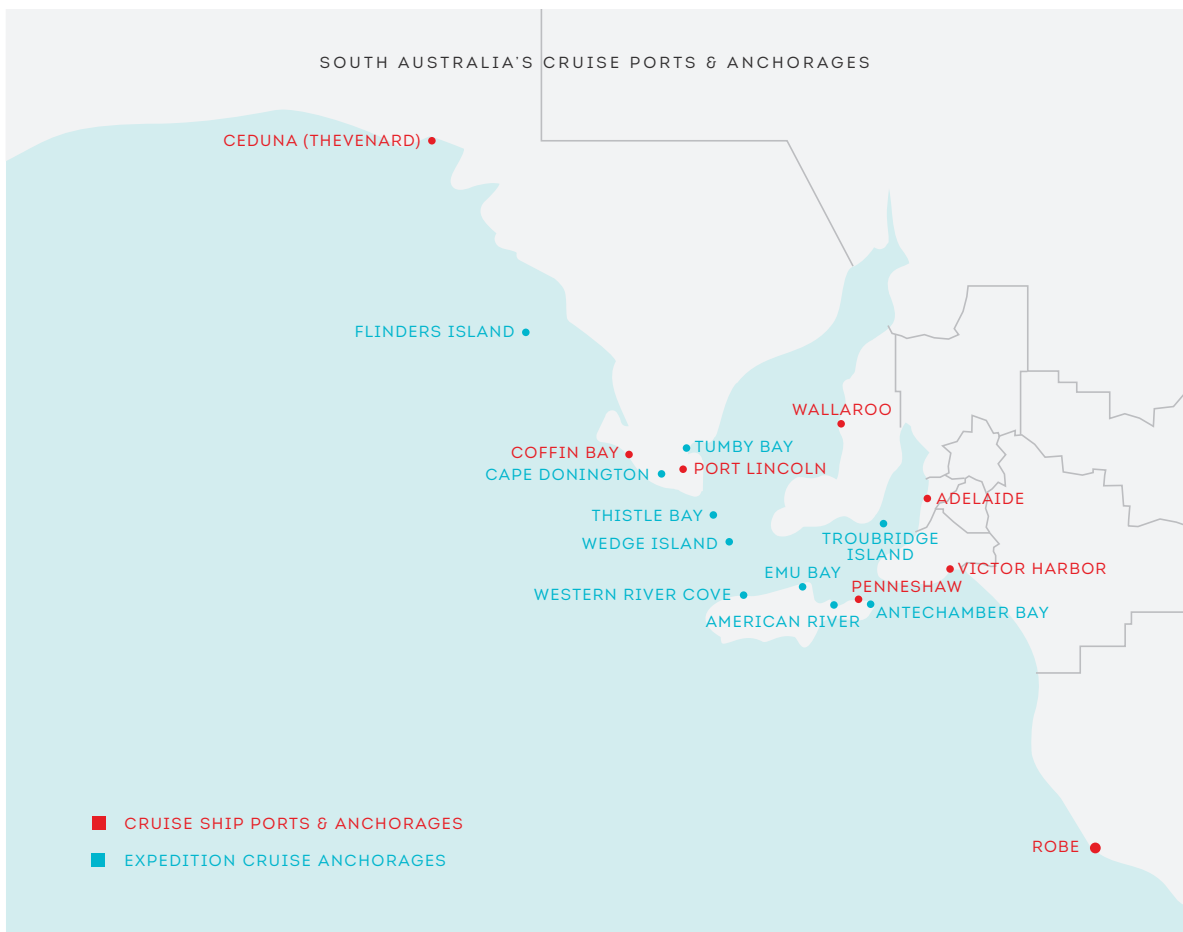 SOUTH AUSTRALIA'S CRUISE PORTS & ANCHORAGES
CEDUNA (THEVENARD)
FLINDERS ISLAND
WALLAROO
TUMBY BAY
COFFIN BAY
PORT LINCOLN
CAPE DONINGTON
ADELAIDE
THISTLE BAY
TROUBRIDGE
ISLAND
WEDGE ISLAND
VICTOR HARBOR
EMU BAY
PENNESHAW
WESTERN RIVER COVE
ANTECHAMBER BAY
AMERICAN RIVER
CRUISE SHIP PORTS & ANCHORAGES
ROBE
EXPEDITION CRUISE ANCHORAGES